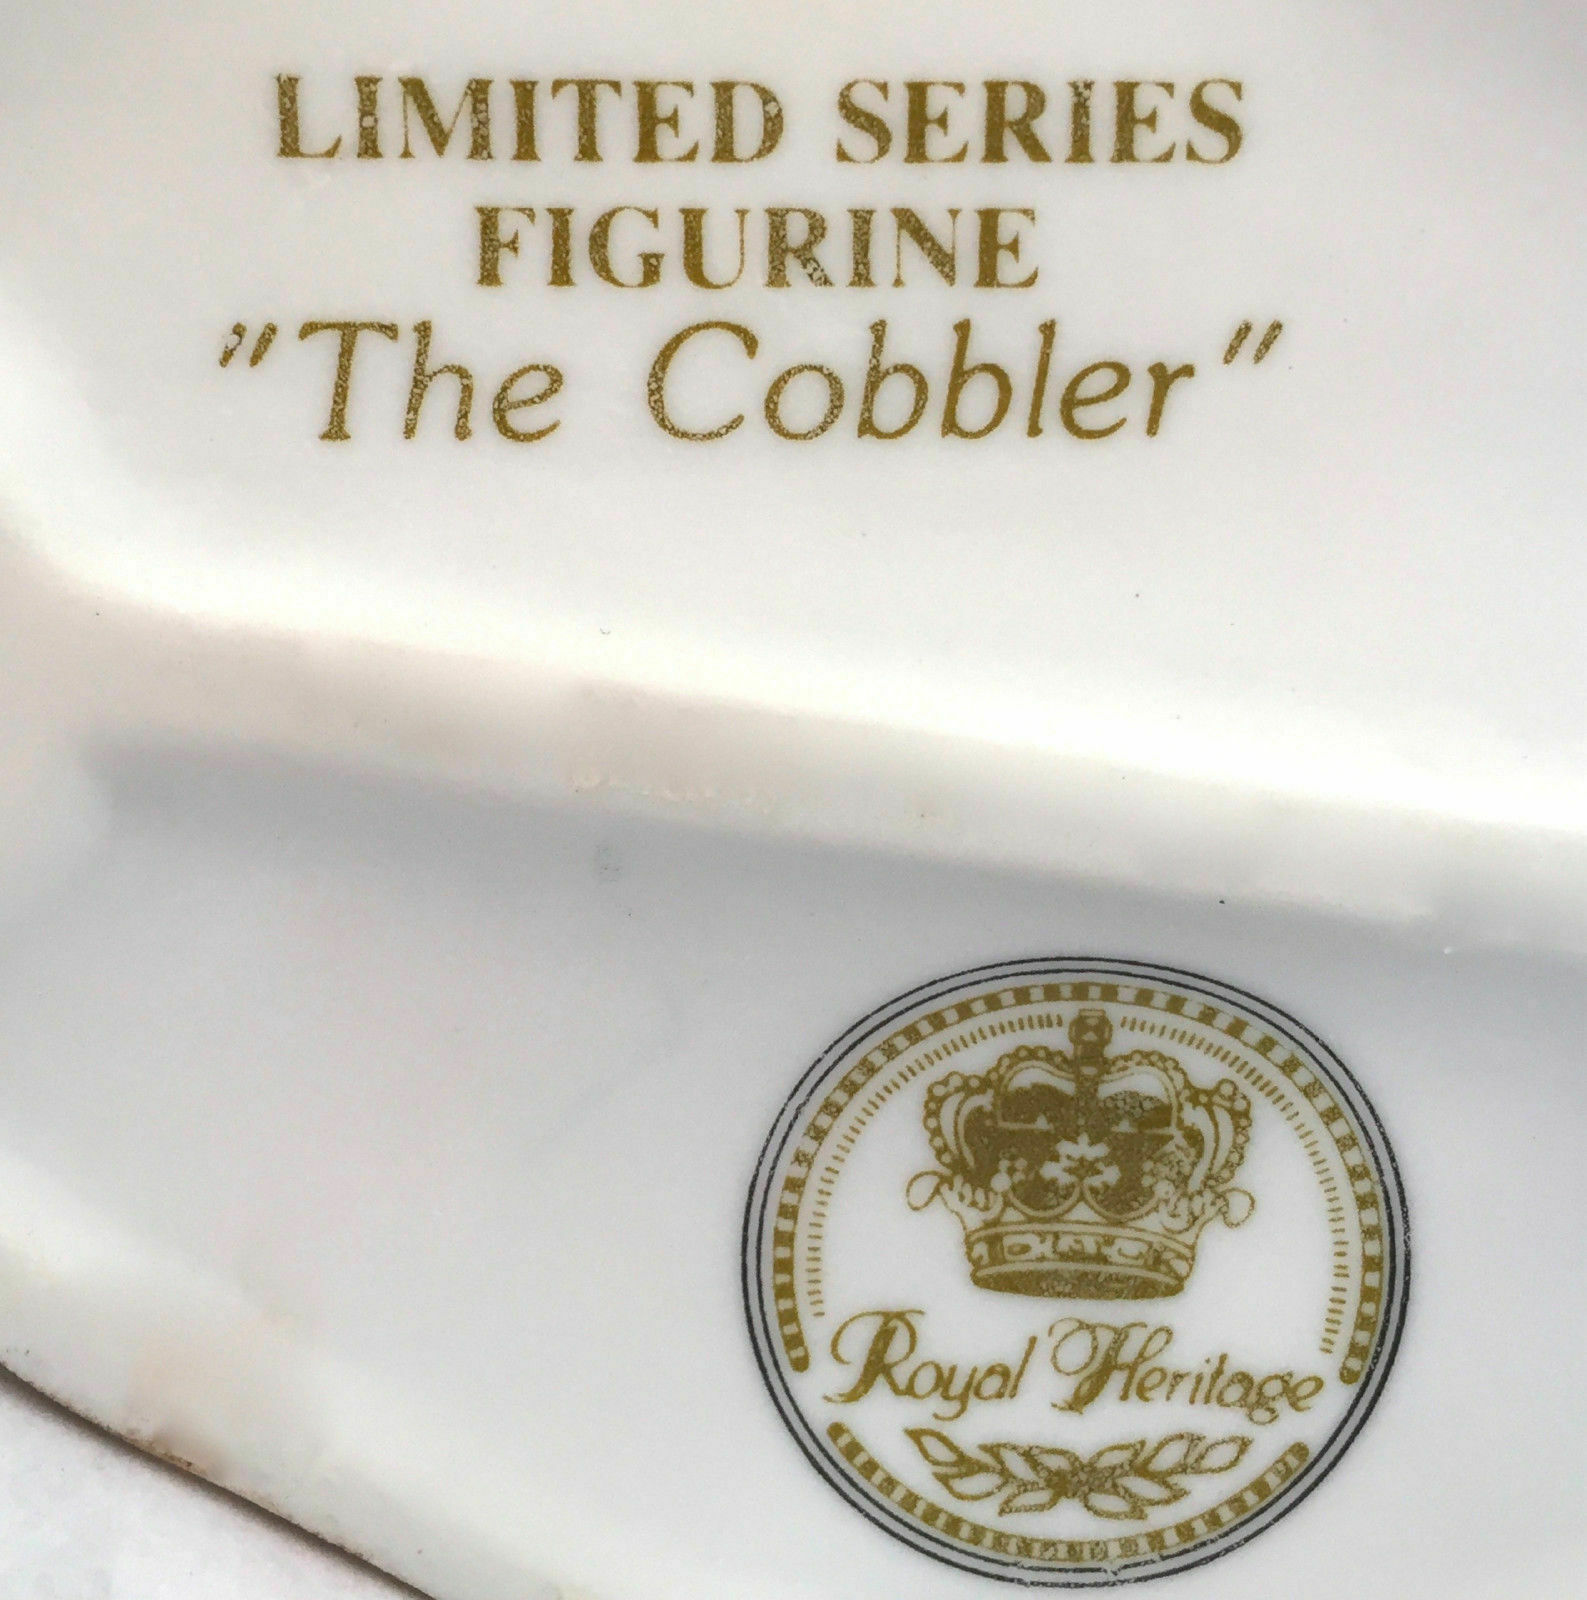 LIMITED SERIES
FIGURINE
"The Cobbler"
Royal Heritage